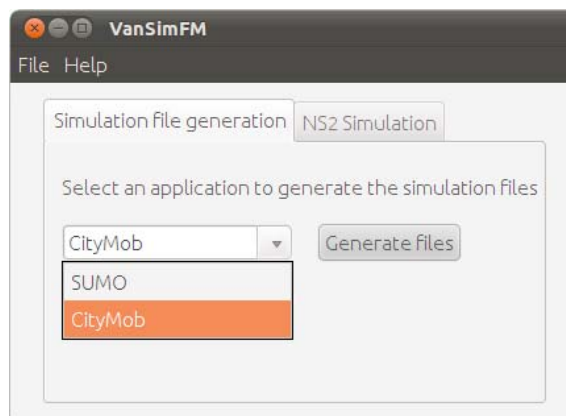 VanSimFM
File Help
Simulation file generation NS2 Simulation
Select an application to generate the simulation files
CityMob Generate files
SUMO
CityMob